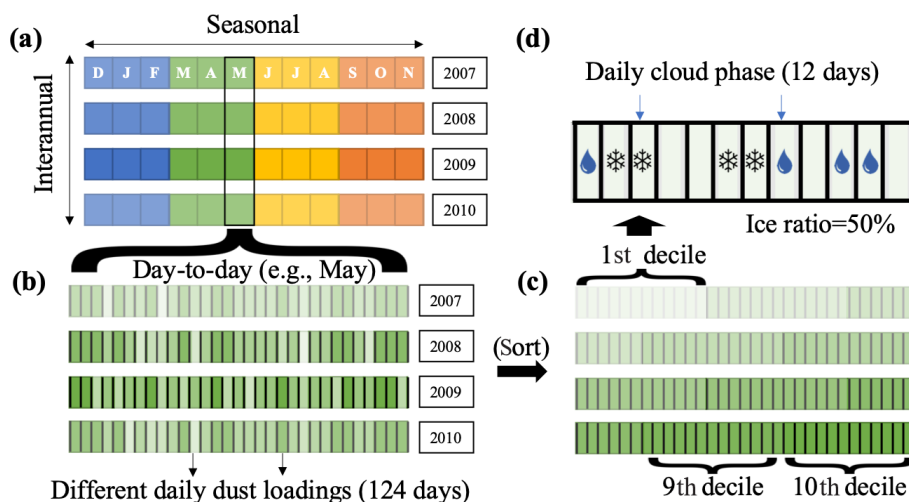 (a)
Seasonal
D J F M A M J J A S O N
2007
2008
2009
2010
Interannual
Day-to-day (e.g., May)
(b)
2007
2008
2009
2010
Different daily dust loadings (124 days)
(Sort)
(d)
Daily cloud phase (12 days)
Ice ratio=50%
1st decile
(c)
9th decile
10th decile